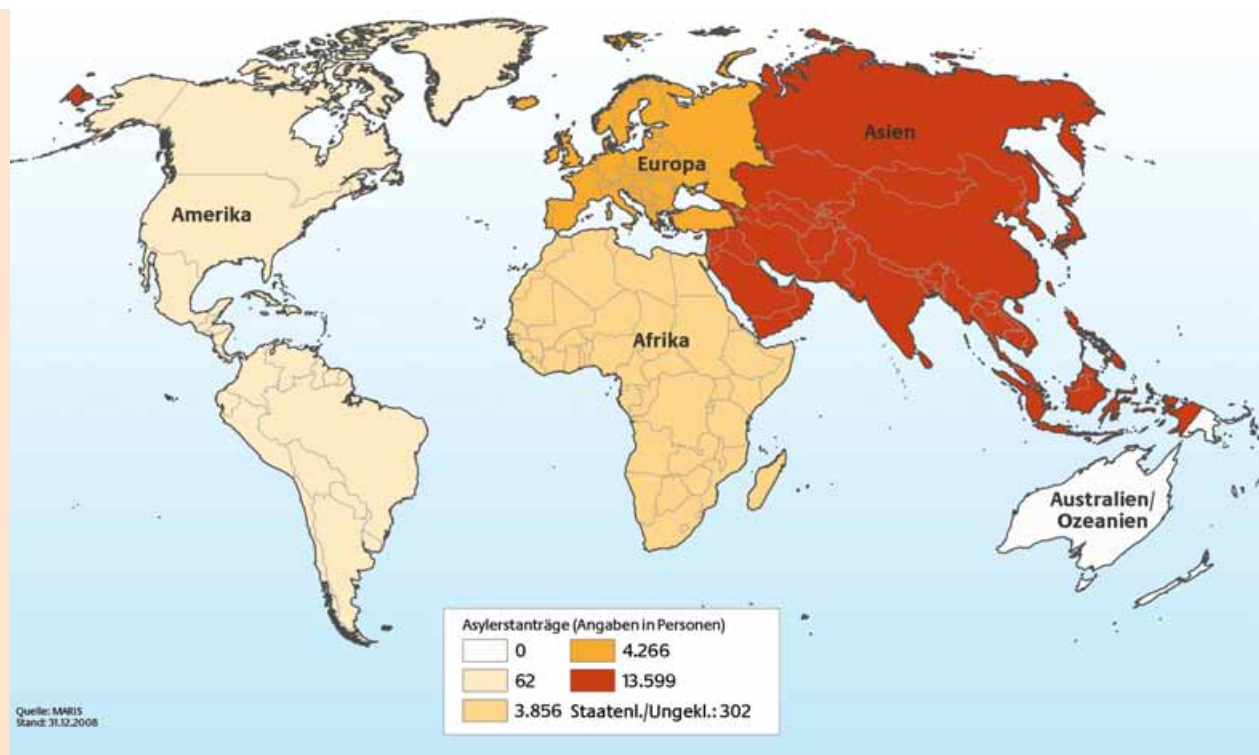 Asien
Europa
Amerika
Afrika
Australien/
Ozeanien
Asylerstanträge (Angaben in Personen)
0
4.266
62
13.599
3.856
Staatenl./Ungekl.: 302
Quelle: MARIS
Stand: 31.12.2008